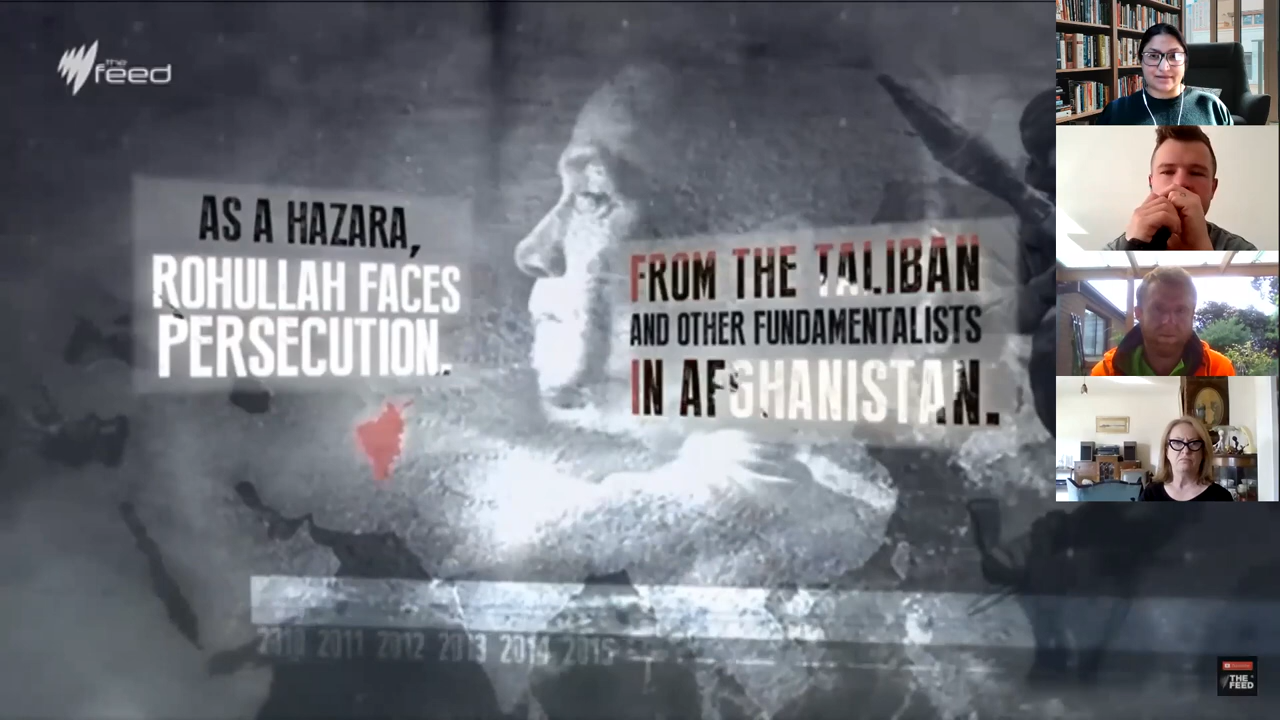 the
feed
AS A HAZARA,
ROHULLAH FACES
PERSECUTION.
FROM THE TALIBAN
AND OTHER FUNDAMENTALISTS
IN AFGHANISTAN.
2010 2011 2012 2013 2014 2015
THE
FEED